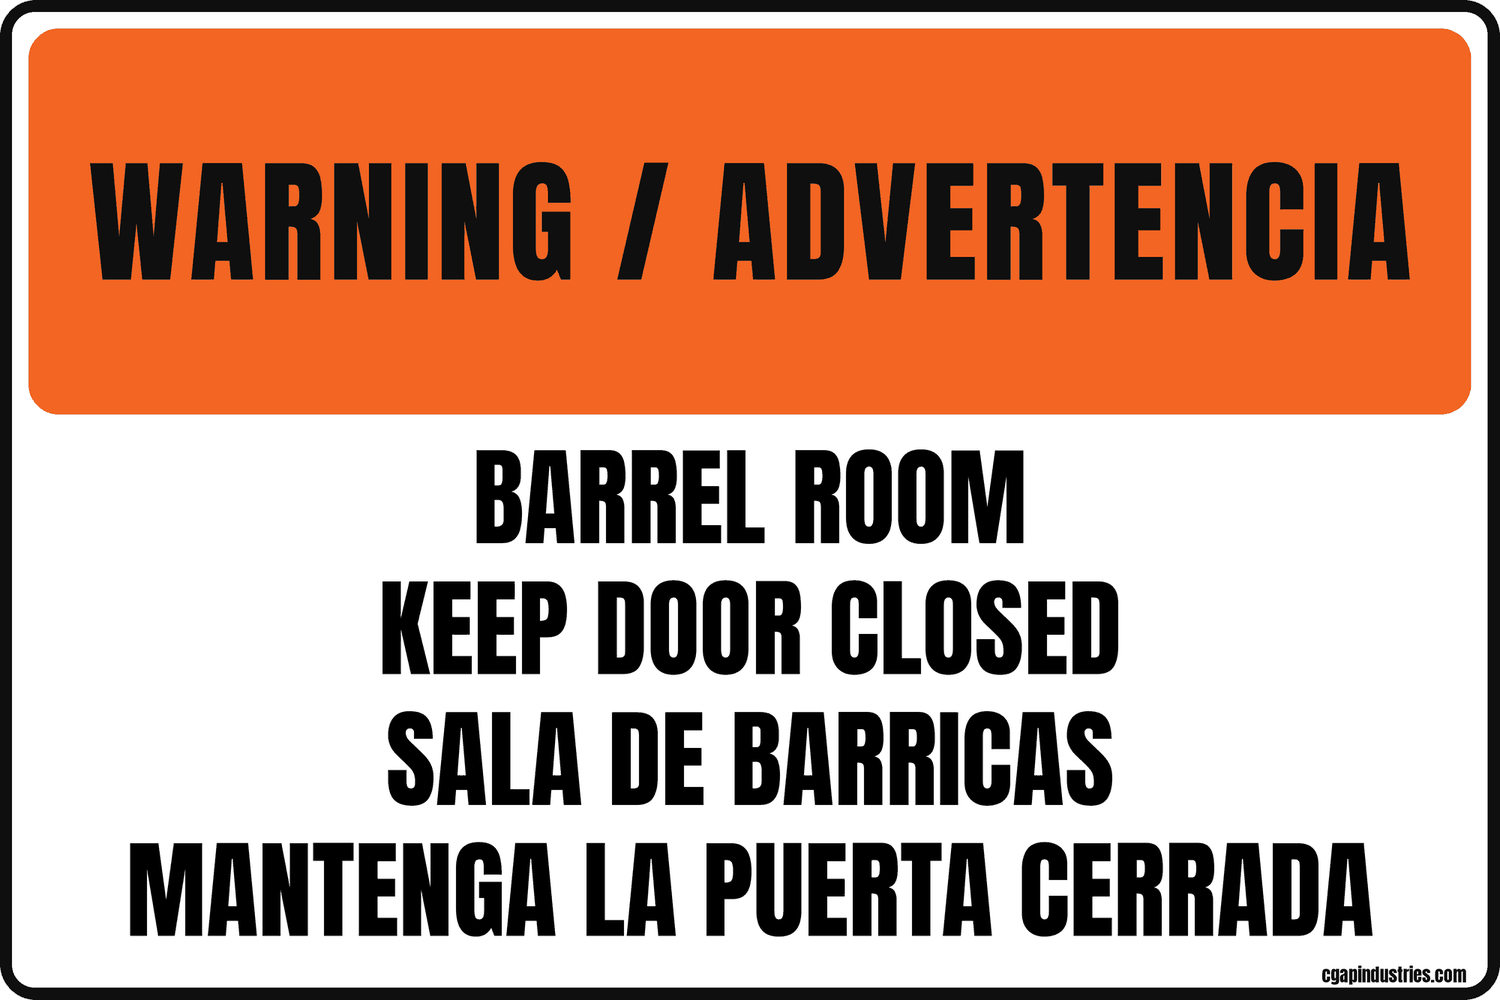 WARNING / ADVERTENCIA
BARREL ROOM
KEEP DOOR CLOSED
SALA DE BARRICAS
MANTENGA LA PUERTA CERRADA
cgapindustries.com